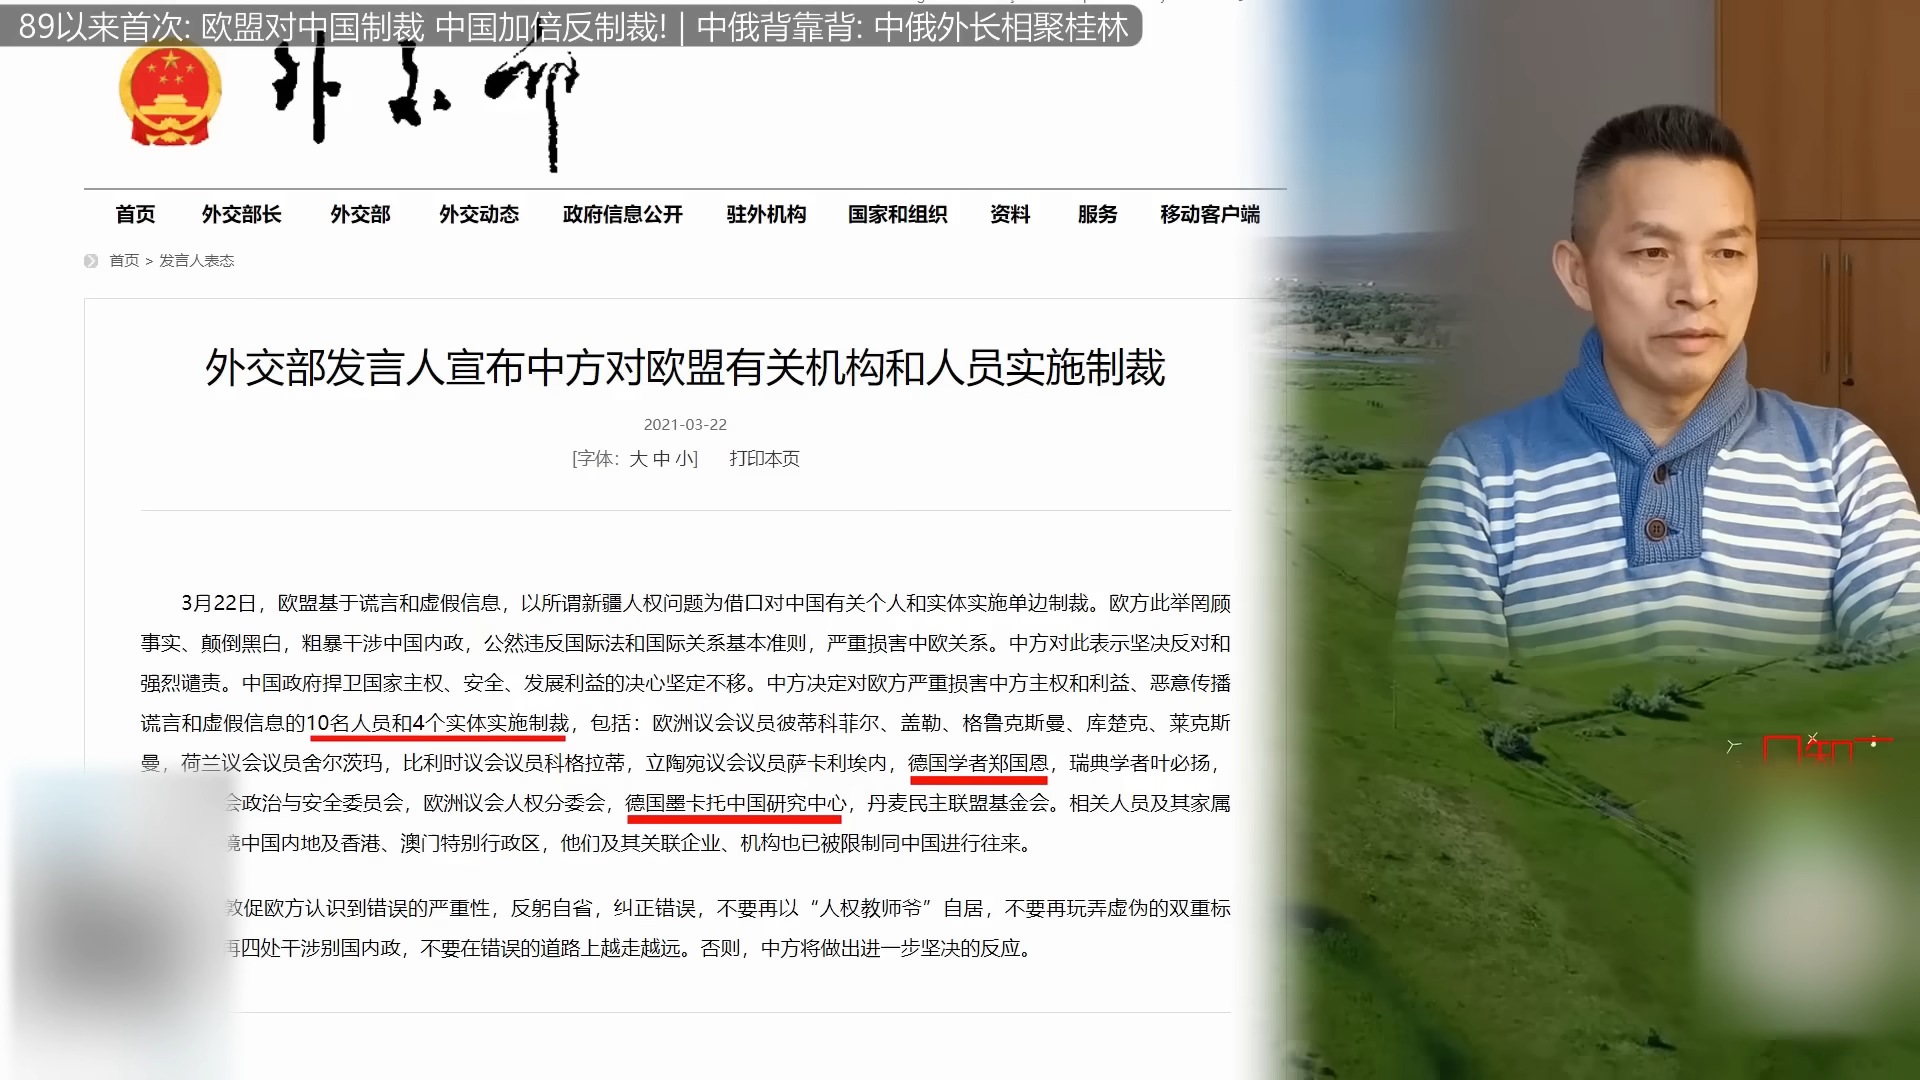 89以来首次: 欧盟对中国制裁 中国加倍反制裁! | 中俄背靠背: 中俄外长相聚桂林
外交部
首页 外交部长 外交部 外交动态 政府信息公开 驻外机构 国家和组织 资料 服务 移动客户端
首页 > 发言人表态
外交部发言人宣布中方对欧盟有关机构和人员实施制裁
2021-03-22
[字体：大 中 小] 打印本页
3月22日，欧盟基于谎言和虚假信息，以所谓新疆人权问题为借口对中国有关个人和实体实施单边制裁。欧方此举罔顾
事实、颠倒黑白，粗暴干涉中国内政，公然违反国际法和国际关系基本准则，严重损害中欧关系。中方对此表示坚决反对和
强烈谴责。中国政府捍卫国家主权、安全、发展利益的决心坚定不移。中方决定对欧方严重损害中方主权和利益、恶意传播
谎言和虚假信息的10名人员和4个实体实施制裁，包括：欧洲议会议员彼蒂科菲尔、盖勒、格鲁克斯曼、库楚克、莱克斯
曼，荷兰议会议员舍尔茨玛，比利时议会议员科格拉蒂，立陶宛议会议员萨卡利埃内，德国学者郑国恩，瑞典学者叶必扬，
会政治与安全委员会，欧洲议会人权分委会，德国墨卡托中国研究中心，丹麦民主联盟基金会。相关人员及其家属
境中国内地及香港、澳门特别行政区，他们及其关联企业、机构也已被限制同中国进行往来。
敦促欧方认识到错误的严重性，反躬自省，纠正错误，不要再以“人权教师爷”自居，不要再玩弄虚伪的双重标
再四处干涉别国内政，不要在错误的道路上越走越远。否则，中方将做出进一步坚决的反应。